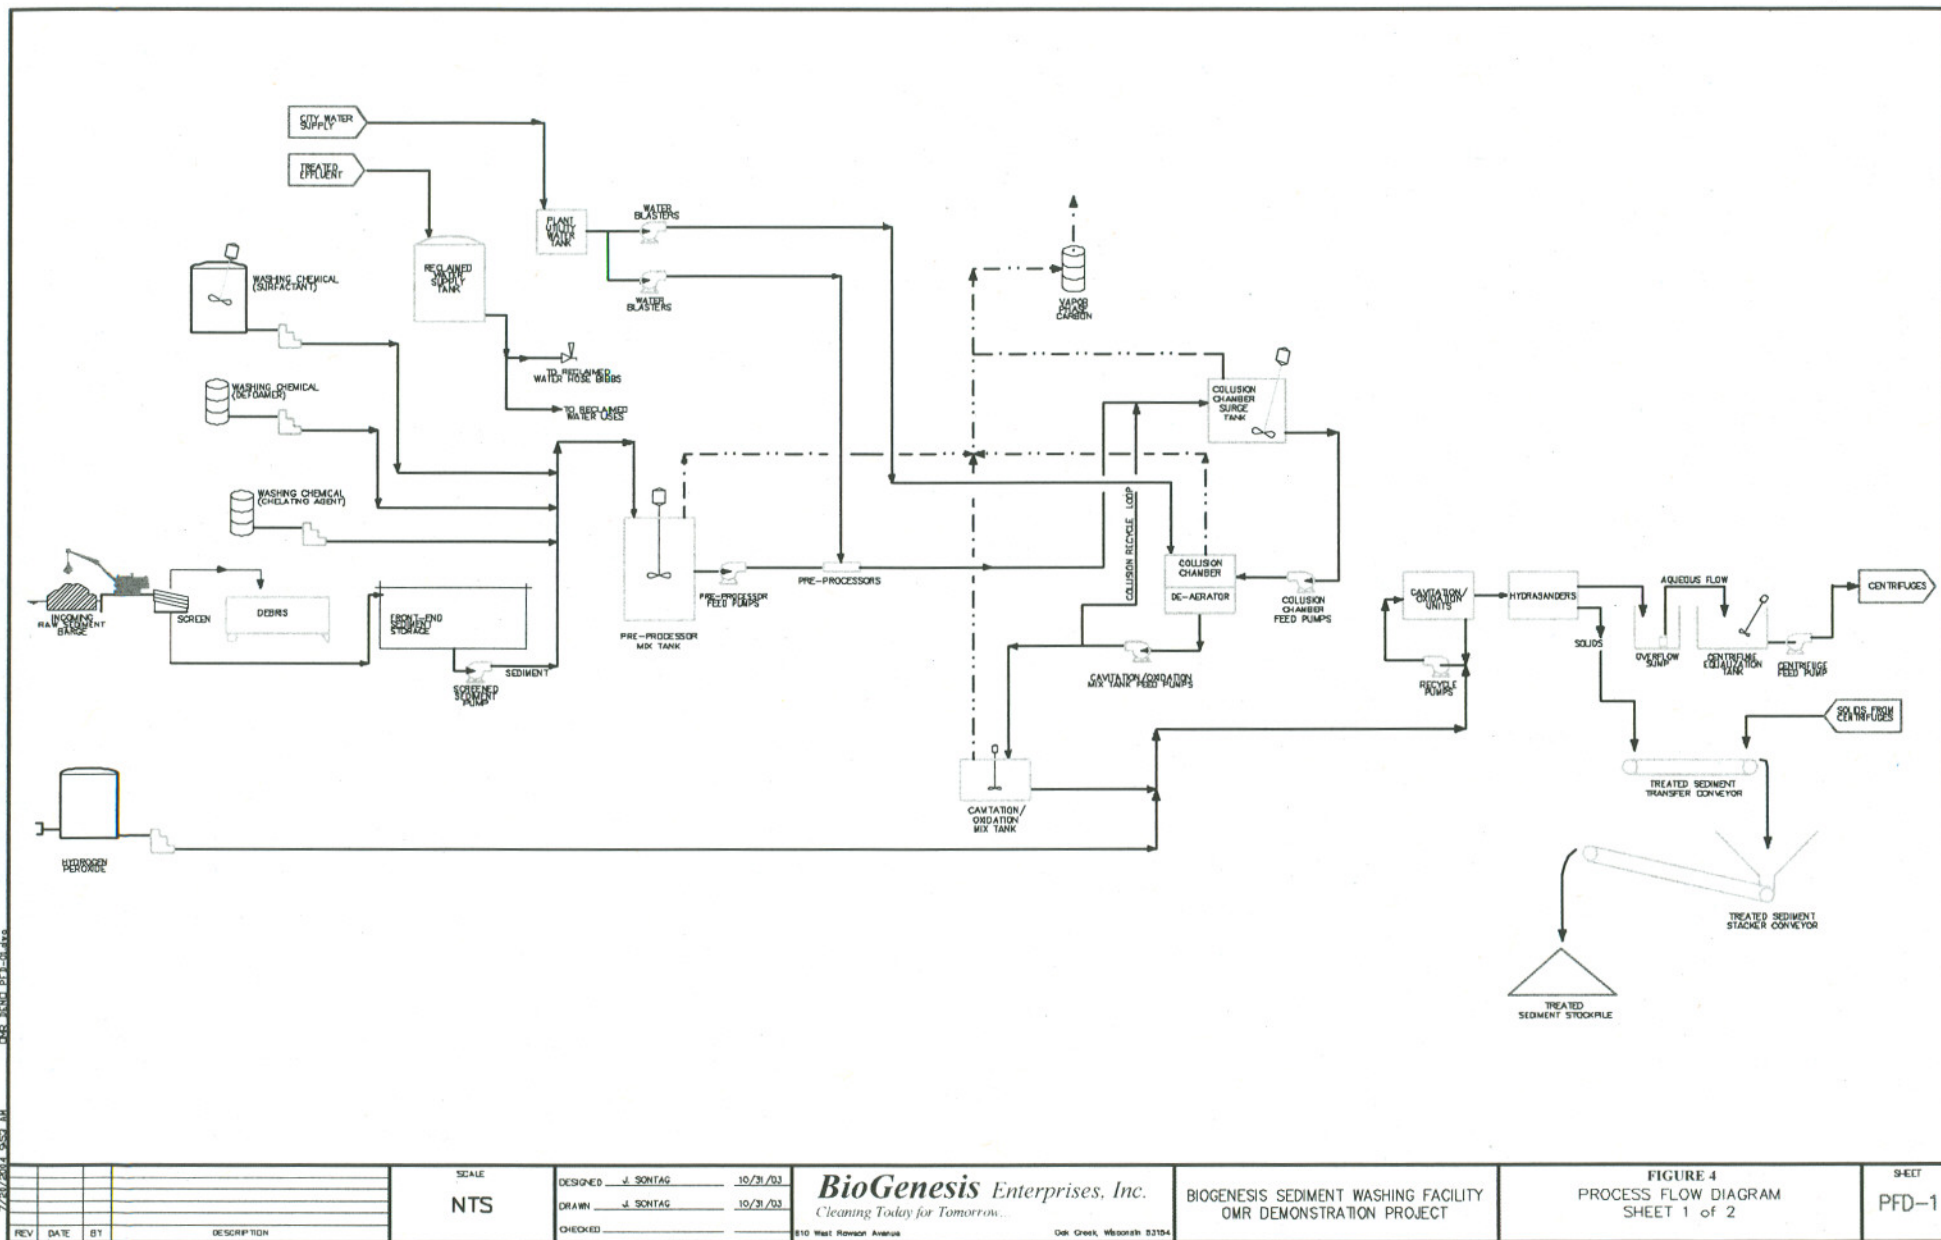 CITY WATER
SUPPLY
TREATED
EFFLUENT
PLANT
UTILITY
WATER
TANK
WATER
BLASTERS
WATER
BLASTERS
RECLAIMED
WATER
SUPPLY
TANK
WASHING CHEMICAL
(SURFACTANT)
TO RECLAIMED
WATER HOSE BIBBS
TO RECLAIMED
WATER USES
WASHING CHEMICAL
(DEFOAMER)
WASHING CHEMICAL
(CHELATING AGENT)
VAPOR
PHASE
CARBON
COLUSION
CHAMBER
SURGE
TANK
COLLISION RECYCLE LOOP
INCOMING
RAW SEDIMENT
BARGE
SCREEN
DEBRIS
FRONT-END
SEDIMENT
STORAGE
SCREENED
SEDIMENT
PUMP
SEDIMENT
PRE-PROCESSOR
MIX TANK
PRE-PROCESSOR
FEED PUMPS
PRE-PROCESSORS
COLLISION
CHAMBER
DE-AERATOR
COLUSION
CHAMBER
FEED PUMPS
CAVITATION/OXIDATION
MIX TANK FEED PUMPS
CAVITATION/
OXIDATION
UNITS
RECYCLE
PUMPS
HYDRASANDERS
SOLIDS
AQUEOUS FLOW
OVERFLOW
SUMP
CENTRIFUGE
EQUALIZATION
TANK
CENTRIFUGE
FEED PUMP
CENTRIFUGES
SOLIDS FROM
CENTRIFUGES
TREATED SEDIMENT
TRANSFER CONVEYOR
TREATED SEDIMENT
STACKER CONVEYOR
TREATED
SEDIMENT STOCKPILE
CAVITATION/
OXIDATION
MIX TANK
HYDROGEN
PEROXIDE
REV DATE BY DESCRIPTION
SCALE
NTS
DESIGNED J. SONTAG 10/31/03
DRAWN J. SONTAG 10/31/03
CHECKED
BioGenesis Enterprises, Inc.
Cleaning Today for Tomorrow...
610 West Rawson Avenue Oak Creek, Wisconsin 53154
BIOGENESIS SEDIMENT WASHING FACILITY
OMR DEMONSTRATION PROJECT
FIGURE 4
PROCESS FLOW DIAGRAM
SHEET 1 of 2
SHEET
PFD-1